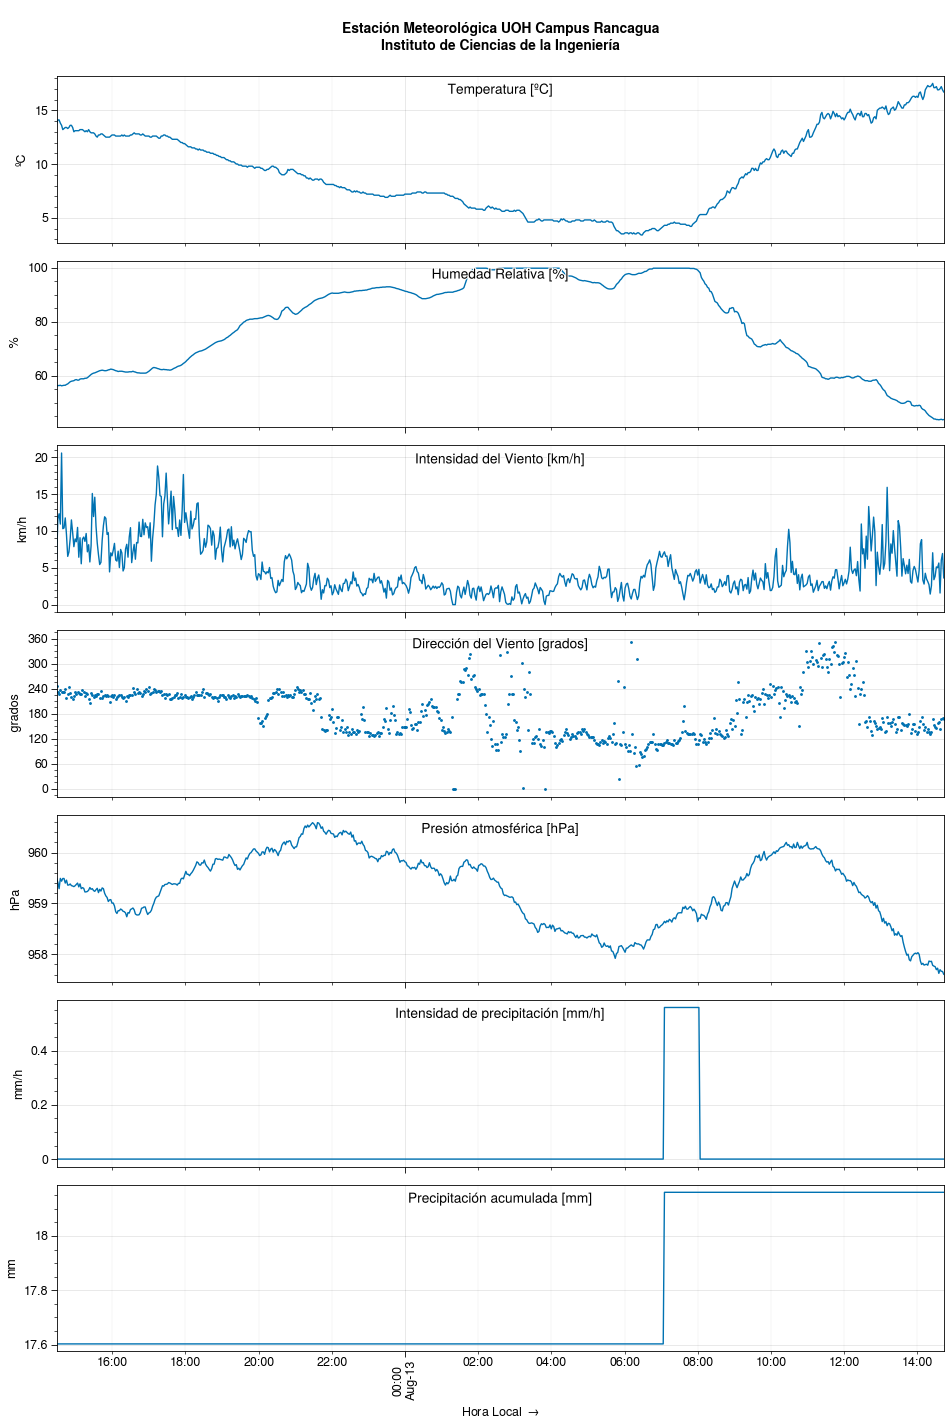 Estación Meteorológica UOH Campus Rancagua
Instituto de Ciencias de la Ingeniería
Temperatura [ºC]
15
10
5
ºC
Humedad Relativa [%]
100
80
60
%
Intensidad del Viento [km/h]
20
15
10
5
0
km/h
Dirección del Viento [grados]
360
300
240
180
120
60
0
grados
Presión atmosférica [hPa]
960
959
958
hPa
Intensidad de precipitación [mm/h]
0.4
0.2
0
mm/h
Precipitación acumulada [mm]
18
17.8
17.6
mm
16:00 18:00 20:00 22:00 00:00 02:00 04:00 06:00 08:00 10:00 12:00 14:00
Aug-13
Hora Local →